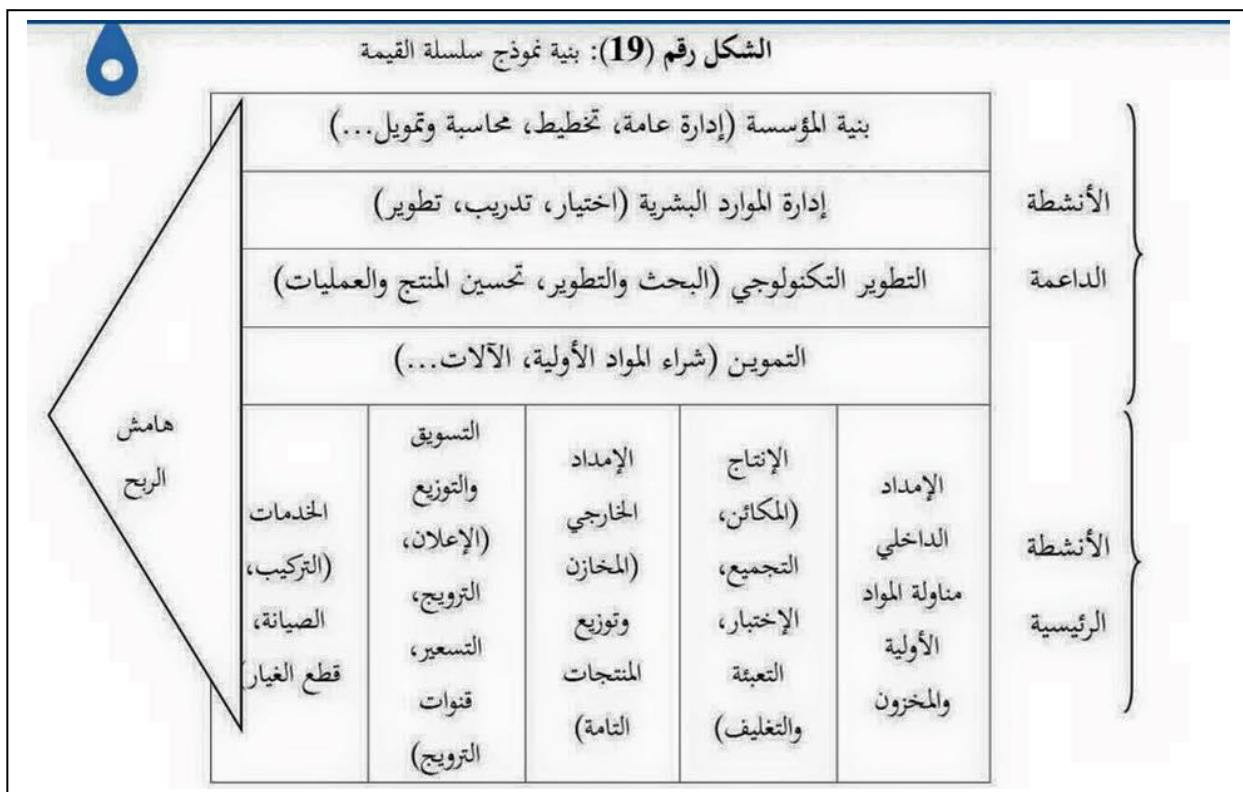 الشكل رقم (19): بنية نموذج سلسلة القيمة
بنية المؤسسة (إدارة عامة، تخطيط، محاسبة وتمويل...)
إدارة الموارد البشرية (اختيار، تدريب، تطوير)
التطوير التكنولوجي (البحث والتطوير، تحسين المنتج والعمليات)
التموين (شراء المواد الأولية، الآلات...)
الأنشطة
الداعمة
الأنشطة
الرئيسية
الإمداد
الداخلي
مناولة المواد
الأولية
والمخزون
الإنتاج
(المكائن،
التجميع،
الإختبار،
التعبئة
والتغليف)
الإمداد
الخارجي
(المخازن
وتوزيع
المنتجات
التامة)
التسويق
والتوزيع
(الإعلان،
الترويج،
التسعير،
قنوات
الترويج)
الخدمات
(التركيب،
الصيانة،
قطع الغيار)
هامش
الربح